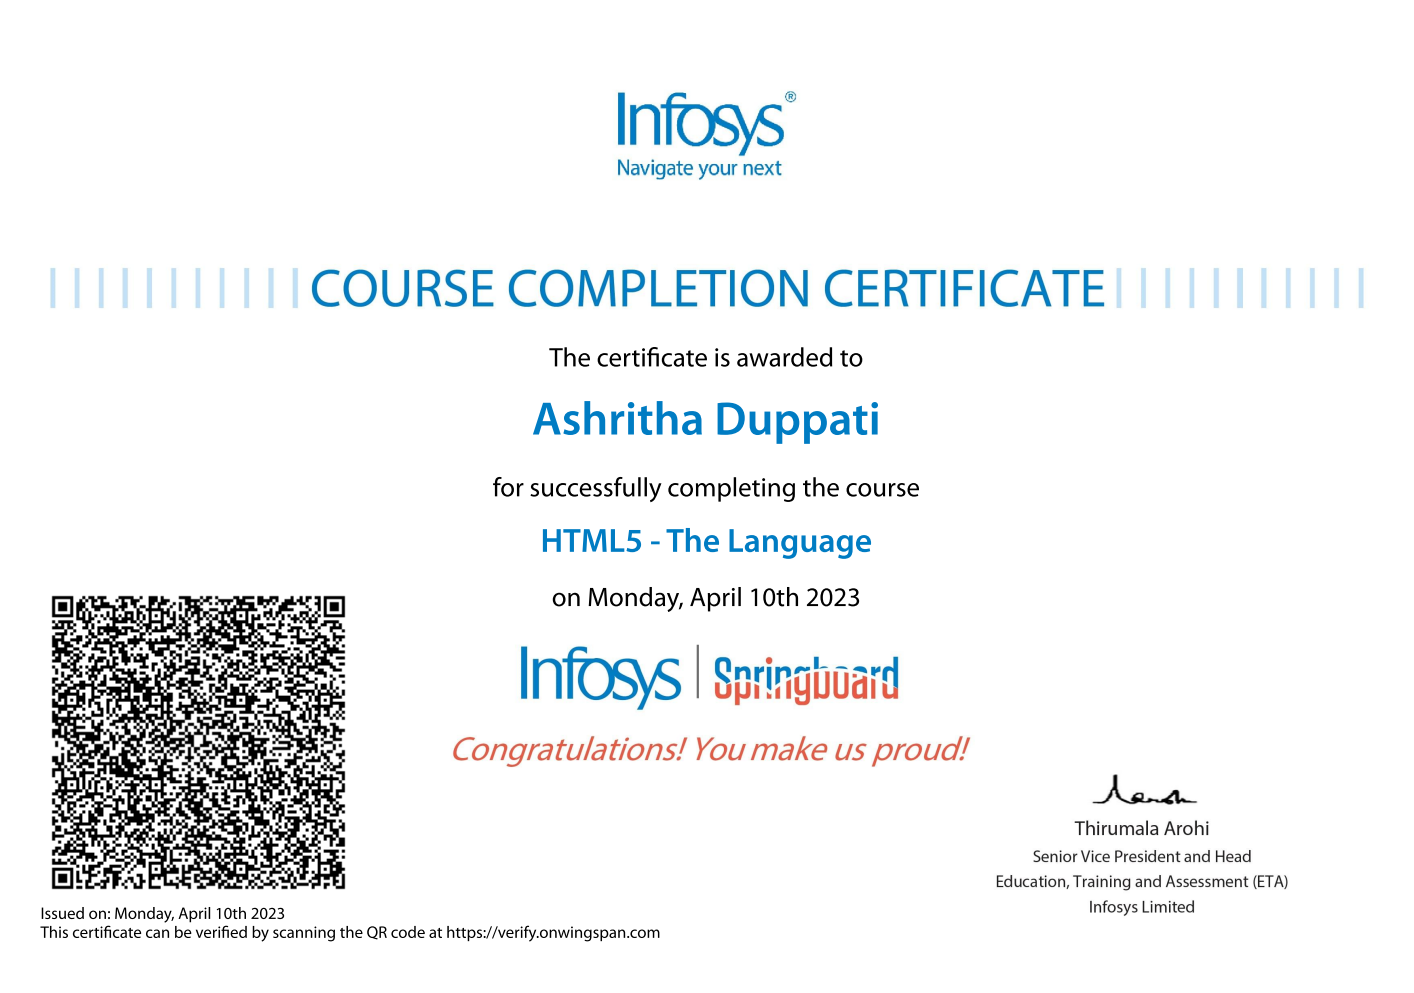 Infosys®
Navigate your next
COURSE COMPLETION CERTIFICATE
The certificate is awarded to
Ashritha Duppati
for successfully completing the course
HTML5 - The Language
on Monday, April 10th 2023
Infosys | Springboard
Congratulations! You make us proud!
Thirumala Arohi
Senior Vice President and Head
Education, Training and Assessment (ETA)
Infosys Limited
Issued on: Monday, April 10th 2023
This certificate can be verified by scanning the QR code at https://verify.onwingspan.com